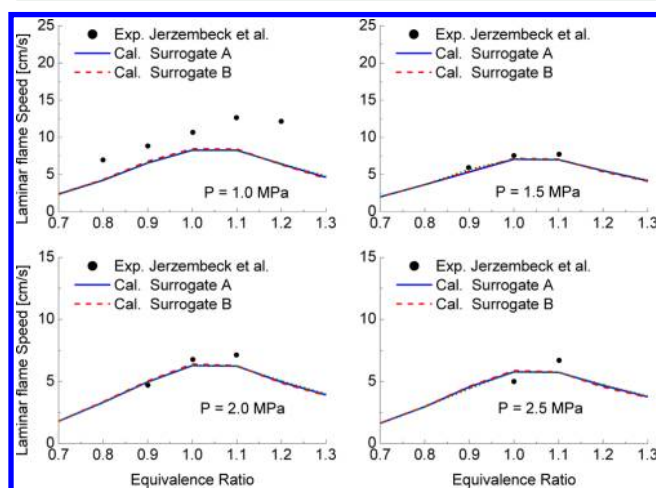 25
20
15
10
5
0
Laminar flame Speed [cm/s]
Exp. Jerzembeck et al.
Cal. Surrogate A
Cal. Surrogate B
P = 1.0 MPa
0.7 0.8 0.9 1.0 1.1 1.2 1.3
25
20
15
10
5
0
Exp. Jerzembeck et al.
Cal. Surrogate A
Cal. Surrogate B
P = 1.5 MPa
0.7 0.8 0.9 1.0 1.1 1.2 1.3
15
10
5
0
Laminar flame Speed [cm/s]
Exp. Jerzembeck et al.
Cal. Surrogate A
Cal. Surrogate B
P = 2.0 MPa
0.7 0.8 0.9 1.0 1.1 1.2 1.3
Equivalence Ratio
15
10
5
0
Exp. Jerzembeck et al.
Cal. Surrogate A
Cal. Surrogate B
P = 2.5 MPa
0.7 0.8 0.9 1.0 1.1 1.2 1.3
Equivalence Ratio